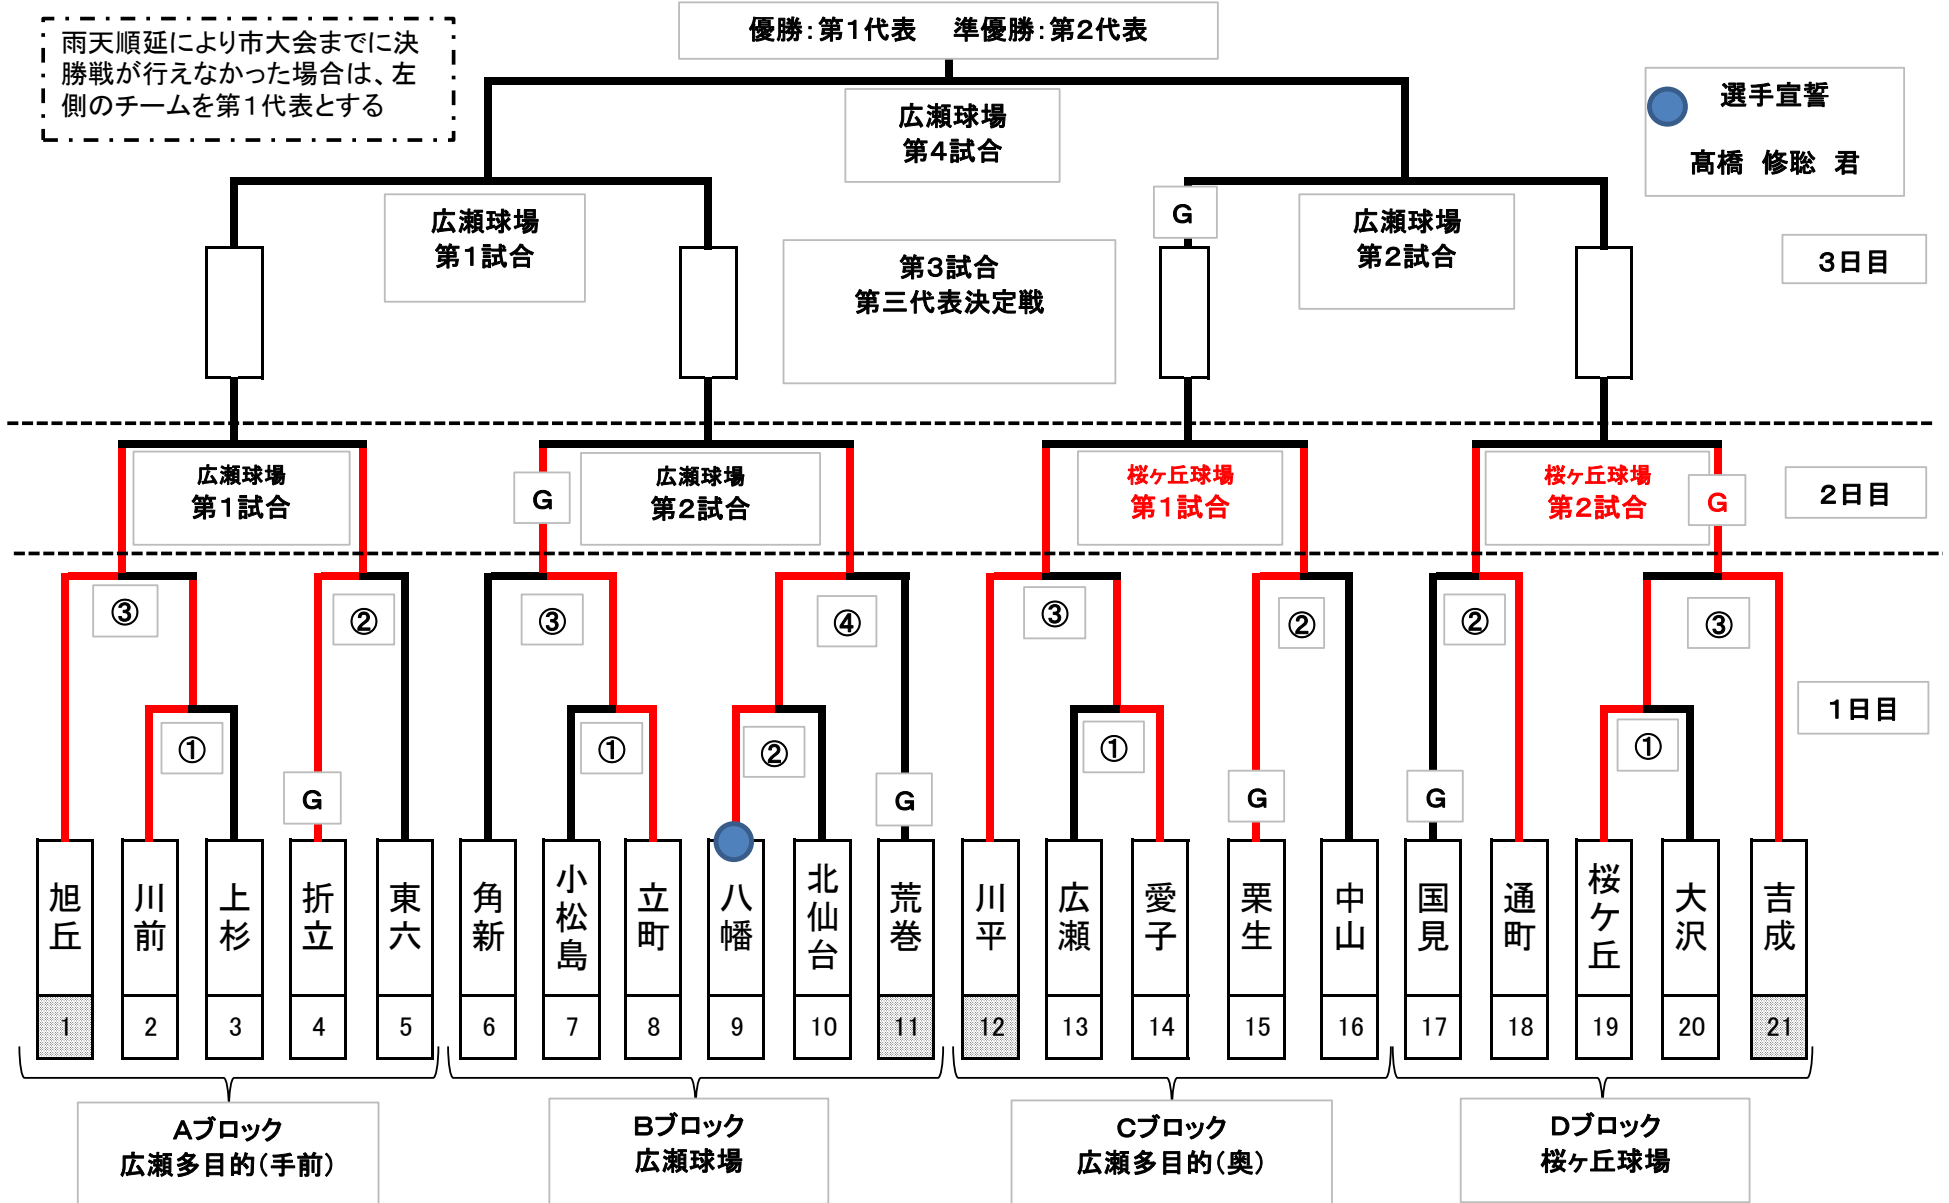 雨天順延により市大会までに決
勝戦が行えなかった場合は、左
側のチームを第1代表とする
優勝：第1代表　準優勝：第2代表
選手宣誓
髙橋　修聡　君
広瀬球場
第4試合
広瀬球場
第1試合
第3試合
第三代表決定戦
G
広瀬球場
第2試合
3日目
広瀬球場
第1試合
G
広瀬球場
第2試合
桜ヶ丘球場
第1試合
桜ヶ丘球場
第2試合
G
2日目
③
②
③
④
③
②
②
③
①
①
②
①
①
1日目
G
G
G
G
旭丘
川前
上杉
折立
東六
角新
小松島
立町
八幡
北仙台
荒巻
川平
広瀬
愛子
栗生
中山
国見
通町
桜ケ丘
大沢
吉成
1
2
3
4
5
6
7
8
9
10
11
12
13
14
15
16
17
18
19
20
21
Aブロック
広瀬多目的（手前）
Bブロック
広瀬球場
Cブロック
広瀬多目的（奥）
Dブロック
桜ヶ丘球場